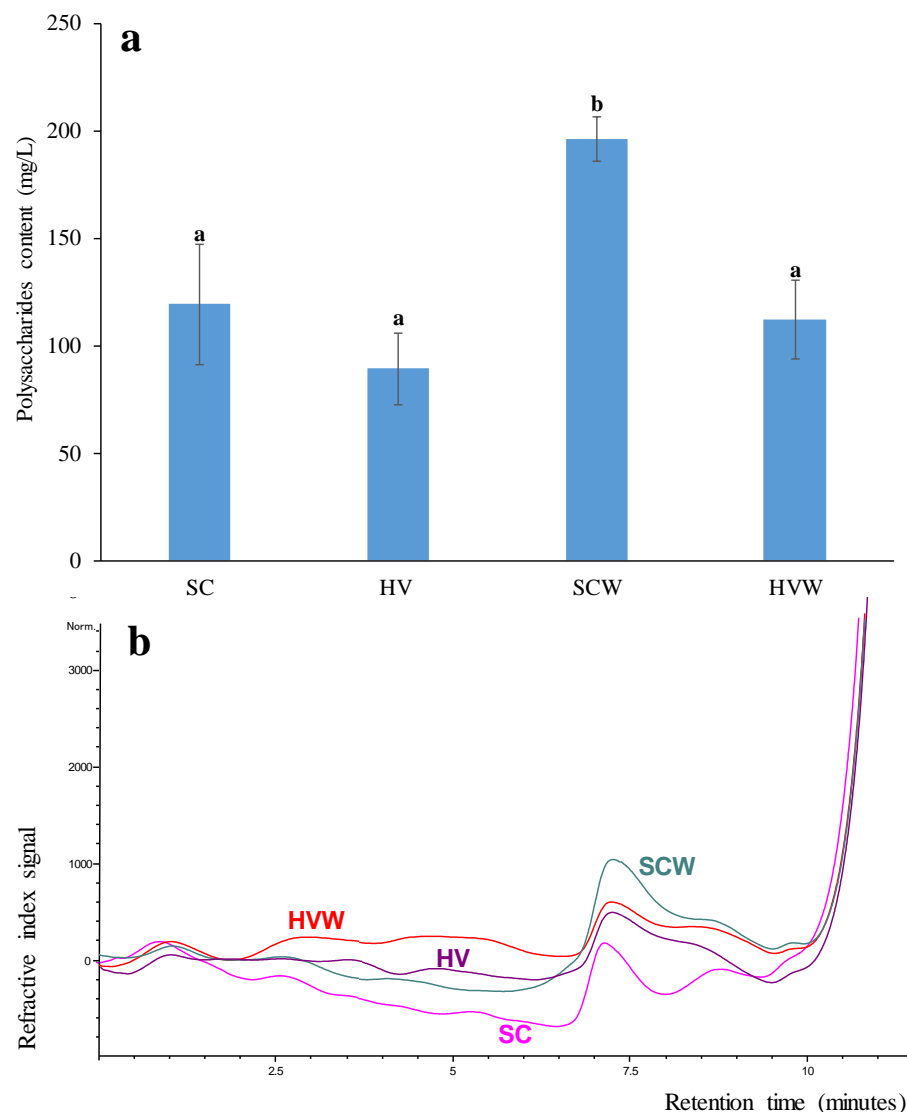 a
250
200
150
100
50
0
Polysaccharides content (mg/L)
a
a
b
a
SC HV SCW HVW
b
Norm.
3000
2000
1000
0
Refractive index signal
SCW
HVW
HV
SC
2.5 5 7.5 10
Retention time (minutes)